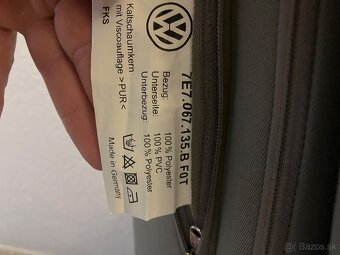 7E7.067.135.B F0T
Bezug: 100% Polyester
Unterseite: 100% PVC
Unterbezug: 100% Polyester
Kaltschaumkern
mit Viscoauflage >PUR<
FKS
Made in Germany
bazos.sk